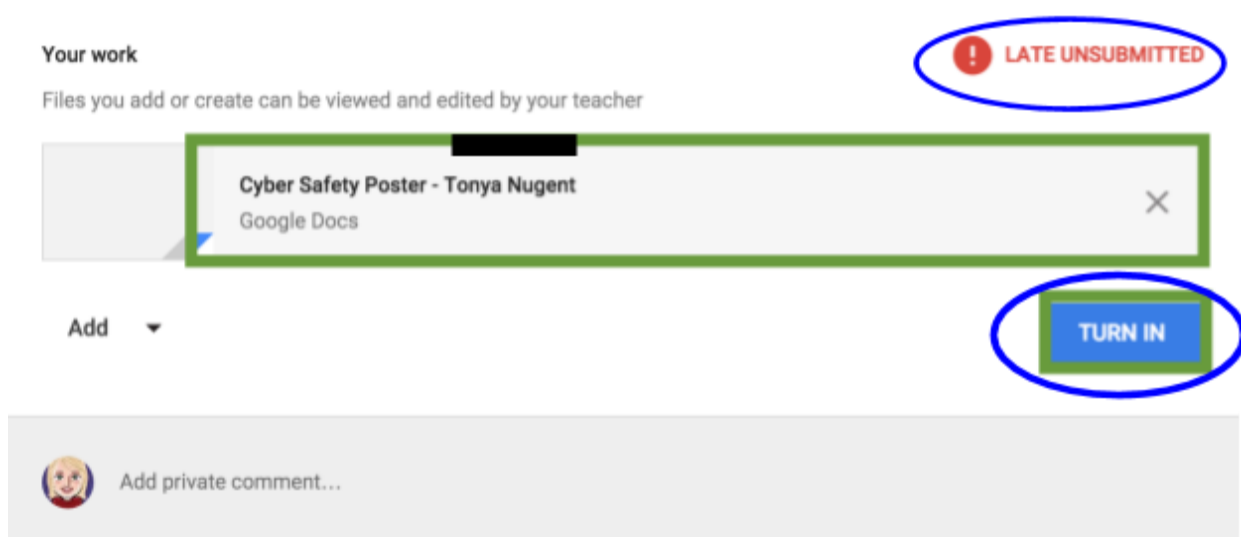 Your work
! LATE UNSUBMITTED
Files you add or create can be viewed and edited by your teacher
Cyber Safety Poster - Tonya Nugent
Google Docs
Add
TURN IN
Add private comment...